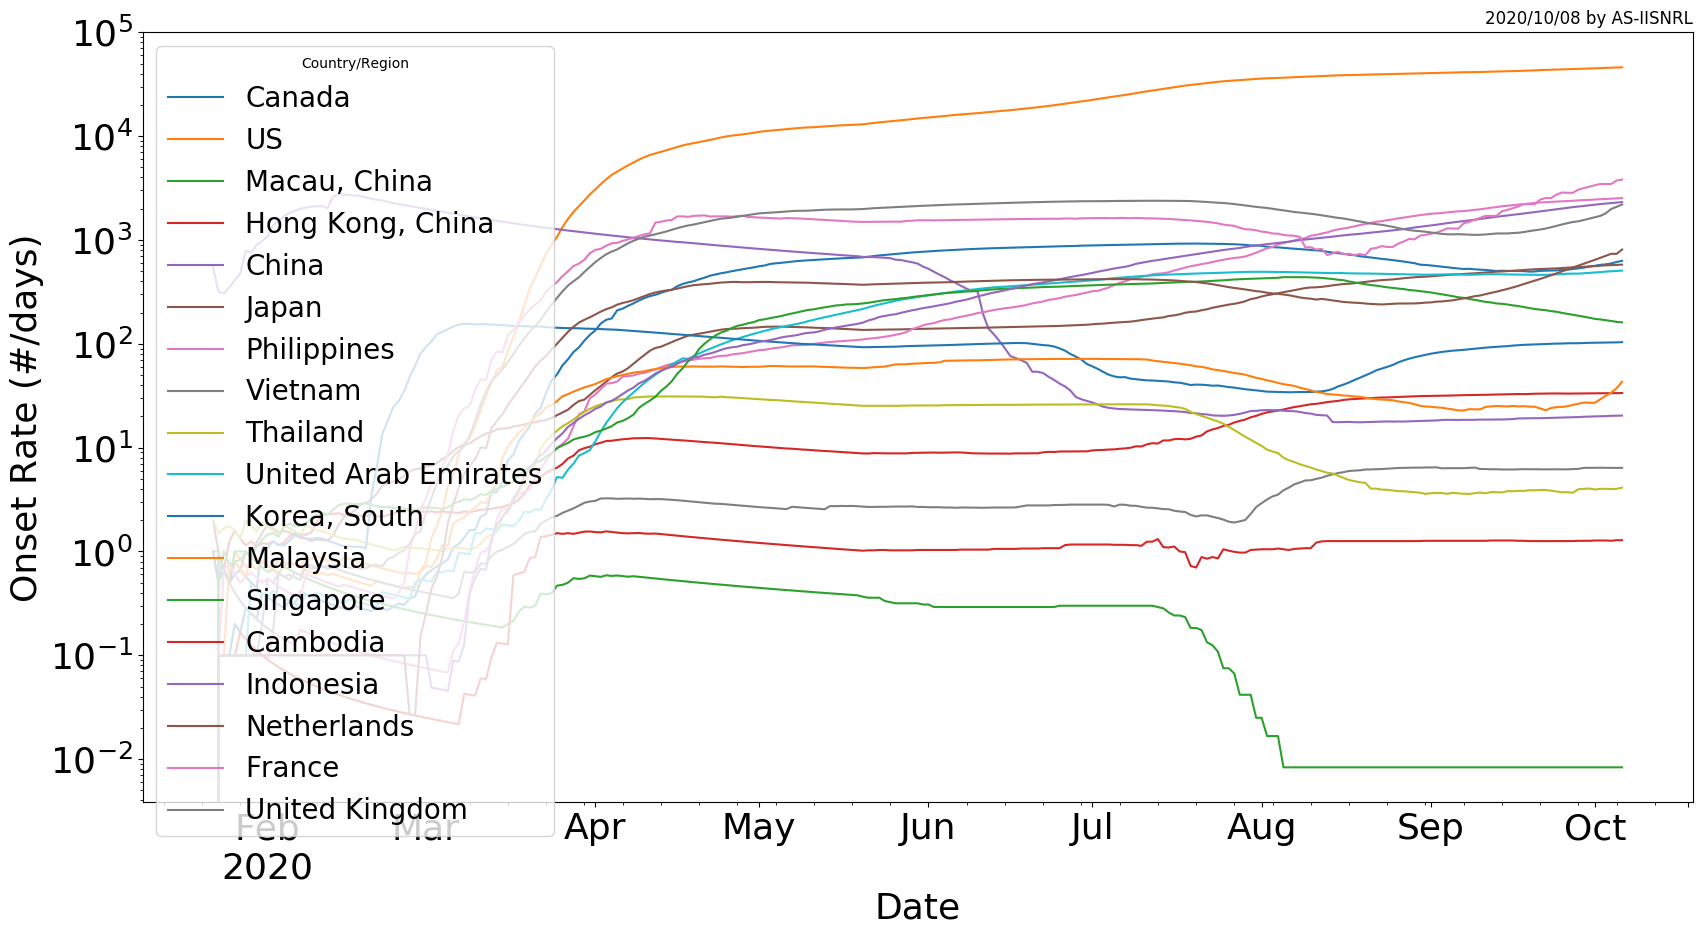 2020/10/08 by AS-IISNRL
Onset Rate (#/days)
10^5
10^4
10^3
10^2
10^1
10^0
10^−1
10^−2
Country/Region
Canada
US
Macau, China
Hong Kong, China
China
Japan
Philippines
Vietnam
Thailand
United Arab Emirates
Korea, South
Malaysia
Singapore
Cambodia
Indonesia
Netherlands
France
United Kingdom
Feb Mar Apr May Jun Jul Aug Sep Oct
2020
Date